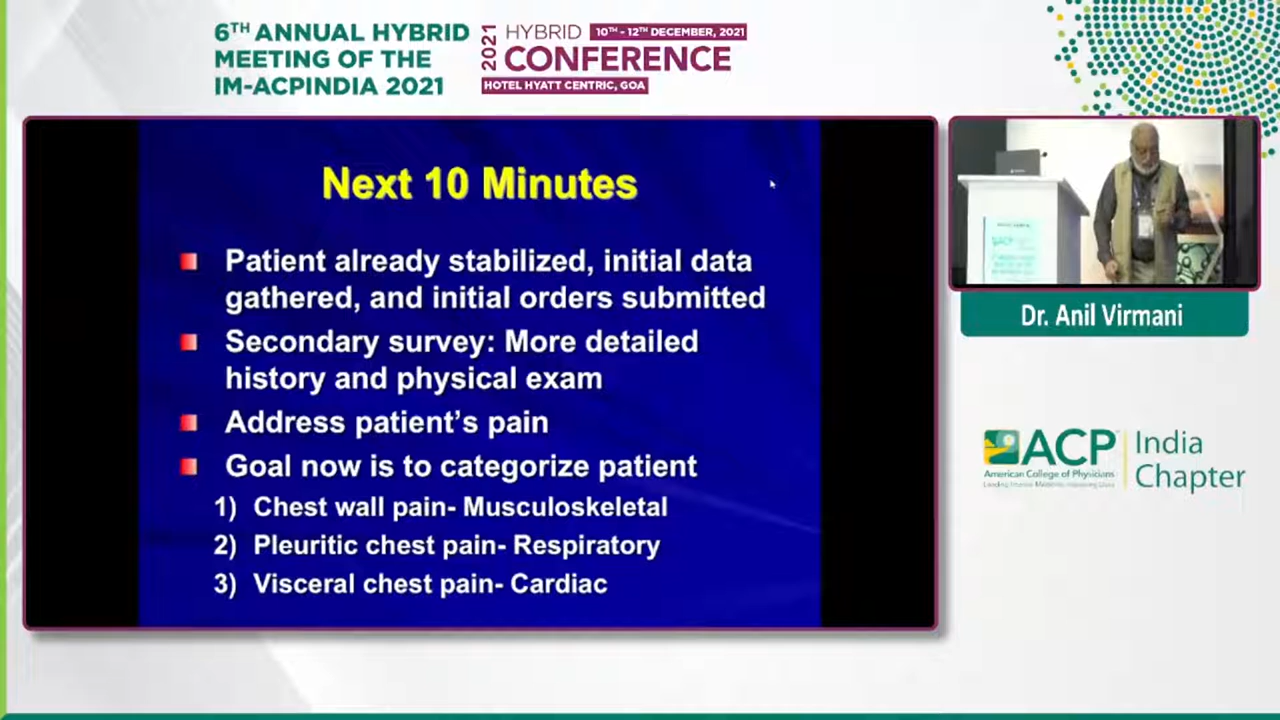 6TH ANNUAL HYBRID
MEETING OF THE
IM-ACPINDIA 2021
2021
HYBRID
10TH - 12TH DECEMBER, 2021
CONFERENCE
HOTEL HYATT CENTRIC, GOA
Next 10 Minutes
Patient already stabilized, initial data
gathered, and initial orders submitted
Secondary survey: More detailed
history and physical exam
Address patient's pain
Goal now is to categorize patient
1) Chest wall pain- Musculoskeletal
2) Pleuritic chest pain- Respiratory
3) Visceral chest pain- Cardiac
ACP
Dr. Anil Virmani
ACP
American College of Physicians
India
Chapter